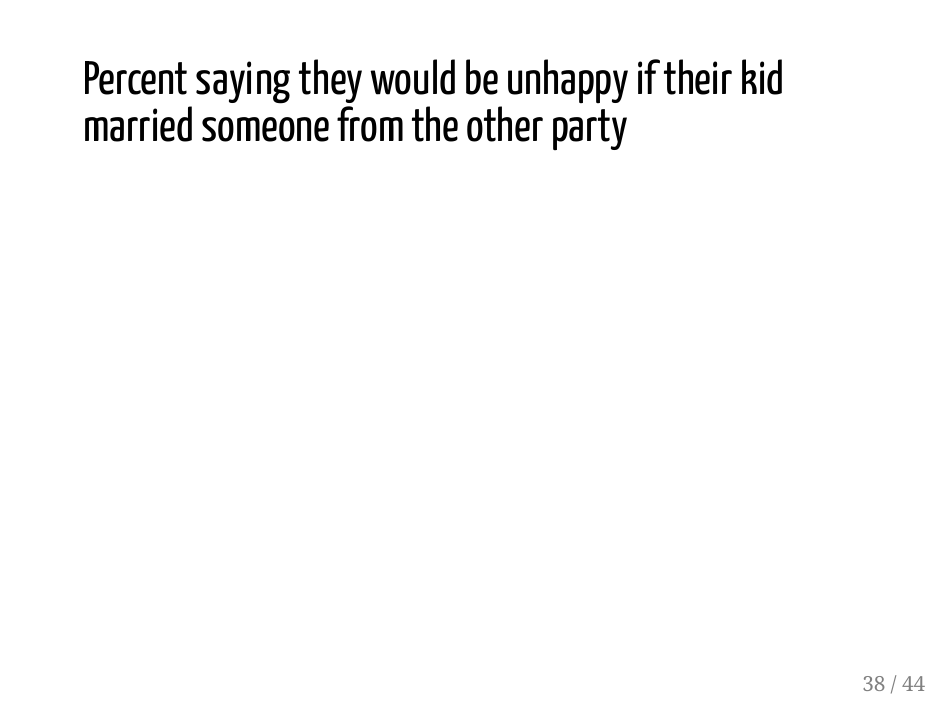 Percent saying they would be unhappy if their kid
married someone from the other party
38 / 44